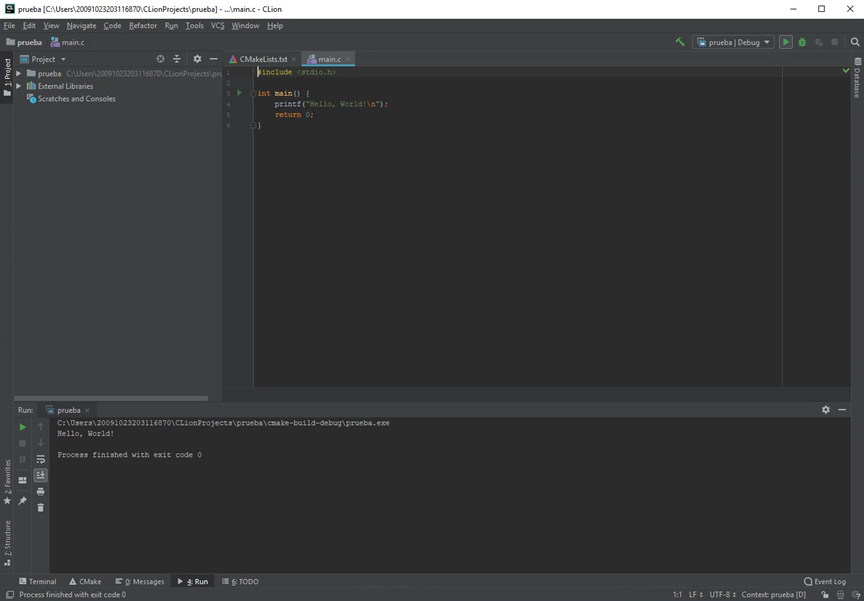 CL prueba [C:\Users\20091023203116870\CLionProjects\prueba] - ...\main.c - CLion
File Edit View Navigate Code Refactor Run Tools VCS Window Help
prueba main.c prueba | Debug
1: Project
Project
CMakeLists.txt main.c
prueba C:\Users\20091023203116870\CLionProjects\pru
External Libraries
Scratches and Consoles
1 #include <stdio.h>
2
3 int main() {
4 printf("Hello, World!\n");
5 return 0;
6 }
Database
Run: prueba
C:\Users\20091023203116870\CLionProjects\prueba\cmake-build-debug\prueba.exe
Hello, World!
Process finished with exit code 0
2: Favorites
Z: Structure
Terminal CMake 0: Messages 4: Run 6: TODO Event Log
Process finished with exit code 0 1:1 LF UTF-8 Context: prueba [D]